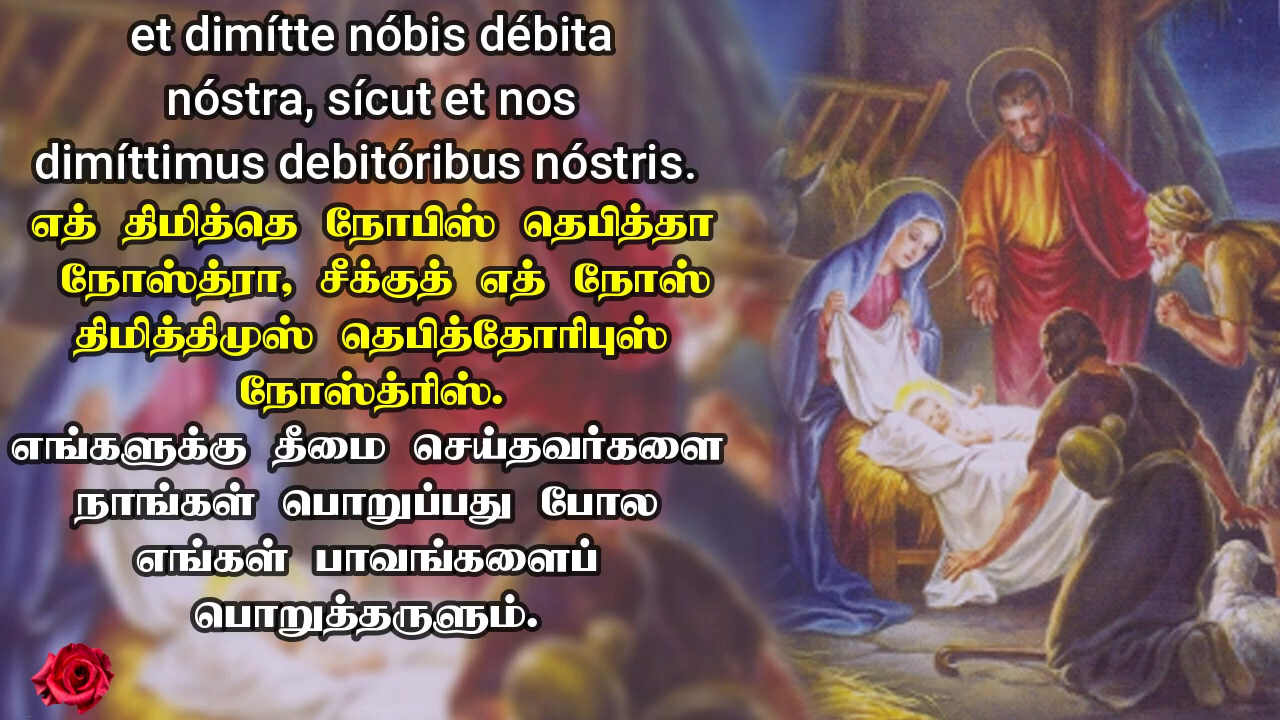 et dimítte nóbis débita
nóstra, sícut et nos
dimíttimus debitóribus nóstris.
எத் திமித்தெ நோபிஸ் தெபித்தா
நோஸ்த்ரா, சீக்குத் எத் நோஸ்
திமித்திமுஸ் தெபித்தோரிபுஸ்
நோஸ்த்ரிஸ்.
எங்களுக்கு தீமை செய்தவர்களை
நாங்கள் பொறுப்பது போல
எங்கள் பாவங்களைப்
பொறுத்தருளும்.